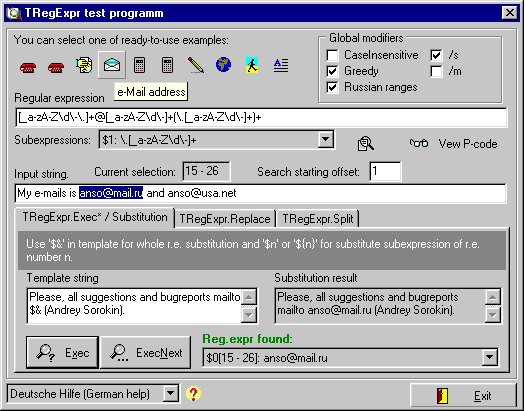 TRegExpr test programm
You can select one of ready-to-use examples:
Global modifiers
CaseInsensitive
/s
Greedy
/m
Russian ranges
e-Mail address
Regular expression
[_a-zA-Z\d\-\.]+@[_a-zA-Z\d\-]+(\.[_a-zA-Z\d\-]+)+
Subexpressions:
$1: \.[_a-zA-Z\d\-]+
Vew P-code
Input string.
Current selection:
15 - 26
Search starting offset:
1
My e-mails is anso@mail.ru and anso@usa.net
TRegExpr.Exec* / Substitution
TRegExpr.Replace
TRegExpr.Split
Use '$&' in template for whole r.e. substitution and '$n' or '${n}' for substitute subexpression of r.e.
number n.
Template string
Please, all suggestions and bugreports mailto
$& (Andrey Sorokin).
Substitution result
Please, all suggestions and bugreports
mailto anso@mail.ru (Andrey Sorokin).
Exec
ExecNext
Reg.expr found:
$0[15 - 26]: anso@mail.ru
Deutsche Hilfe (German help)
Exit